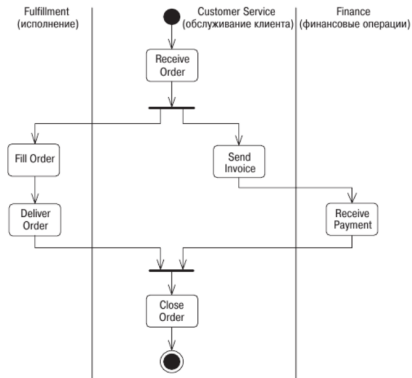 Fulfillment
(исполнение)
Customer Service
(обслуживание клиента)
Finance
(финансовые операции)
Receive
Order
Fill Order
Send
Invoice
Deliver
Order
Receive
Payment
Close
Order